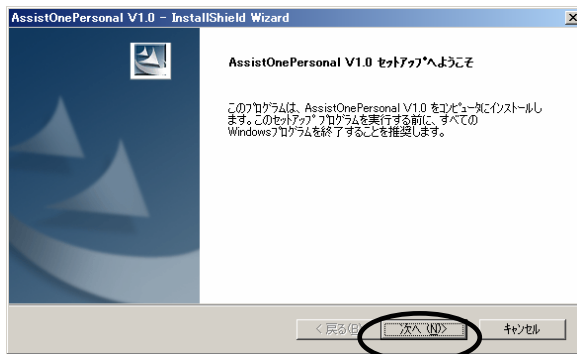 AssistOnePersonal V1.0 - InstallShield Wizard
AssistOnePersonal V1.0 ｾｯﾄｱｯﾌﾟへようこそ
このﾌﾟﾛｸﾞﾗﾑは、AssistOnePersonal V1.0 をｺﾝﾋﾟｭｰﾀにインストールし
ます。このｾｯﾄｱｯﾌﾟ ﾌﾟﾛｸﾞﾗﾑを実行する前に、すべての
Windowsﾌﾟﾛｸﾞﾗﾑを終了することを推奨します。
< 戻る(B)
次へ (N)>
ｷｬﾝｾﾙ